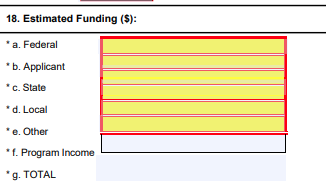 18. Estimated Funding ($):
* a. Federal
* b. Applicant
* c. State
* d. Local
* e. Other
* f. Program Income
* g. TOTAL